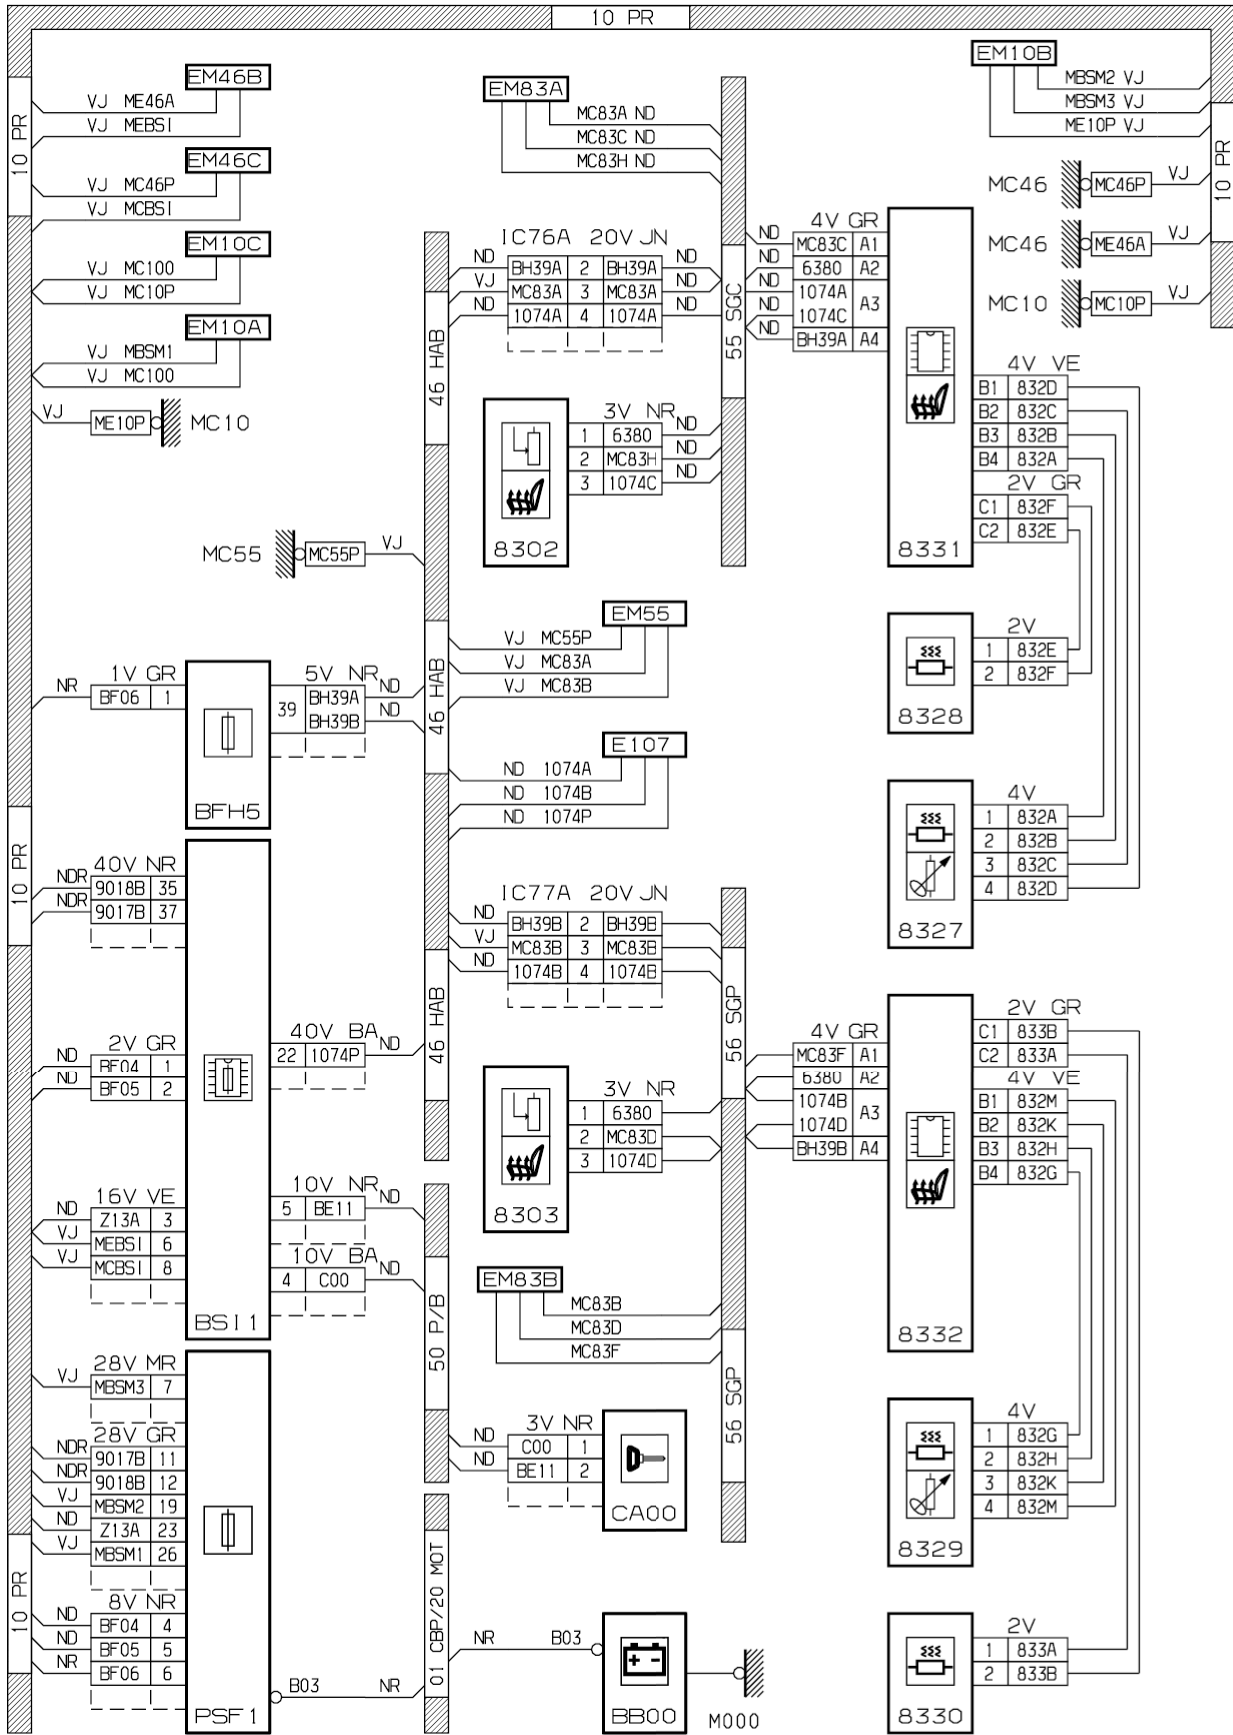 10 PR
EM46B
VJ ME46A
VJ MEBSI
10 PR
EM46C
VJ MC46P
VJ MCBSI
EM10C
VJ MC100
VJ MC10P
EM10A
VJ MBSM1
VJ MC100
VJ ME10P MC10
EM83A
MC83A ND
MC83C ND
MC83H ND
EM10B
MBSM2 VJ
MBSM3 VJ
ME10P VJ
10 PR
MC46 MC46P VJ
MC46 ME46A VJ
MC10 MC10P VJ
IC76A 20V JN
ND BH39A 2 BH39A ND
VJ MC83A 3 MC83A ND
ND 1074A 4 1074A ND
46 HAB
55 SGC
4V GR
ND MC83C A1
ND 6380 A2
ND 1074A A3
ND 1074C
ND BH39A A4
4V VE
B1 832D
B2 832C
B3 832B
B4 832A
2V GR
C1 832F
C2 832E
8331
3V NR
1 6380 ND
2 MC83H ND
3 1074C ND
8302
MC55 MC55P VJ
EM55
VJ MC55P
VJ MC83A
VJ MC83B
46 HAB
2V
1 832E
2 832F
8328
1V GR
NR BF06 1
5V NR
39 BH39A ND
BH39B ND
BFH5
E107
ND 1074A
ND 1074B
ND 1074P
4V
1 832A
2 832B
3 832C
4 832D
8327
10 PR
40V NR
NDR 9018B 35
NDR 9017B 37
IC77A 20V JN
ND BH39B 2 BH39B
VJ MC83B 3 MC83B
ND 1074B 4 1074B
46 HAB
56 SGP
2V GR
ND BF04 1
ND BF05 2
40V BA
22 1074P ND
4V GR
MC83F A1
6380 A2
1074B A3
1074D
BH39B A4
2V GR
C1 833B
C2 833A
4V VE
B1 832M
B2 832K
B3 832H
B4 832G
8332
3V NR
1 6380
2 MC83D
3 1074D
8303
16V VE
ND Z13A 3
VJ MEBSI 6
VJ MCBSI 8
10V NR
5 BE11 ND
10V BA
4 C00 ND
BSI1
50 P/B
EM83B
MC83B
MC83D
MC83F
56 SGP
28V MR
VJ MBSM3 7
28V GR
NDR 9017B 11
NDR 9018B 12
VJ MBSM2 19
ND Z13A 23
VJ MBSM1 26
3V NR
ND C00 1
ND BE11 2
CA00
4V
1 832G
2 832H
3 832K
4 832M
8329
10 PR
8V NR
ND BF04 4
ND BF05 5
NR BF06 6
PSF1
B03 NR
01 CBP/20 MOT
NR B03
BB00
M000
2V
1 833A
2 833B
8330